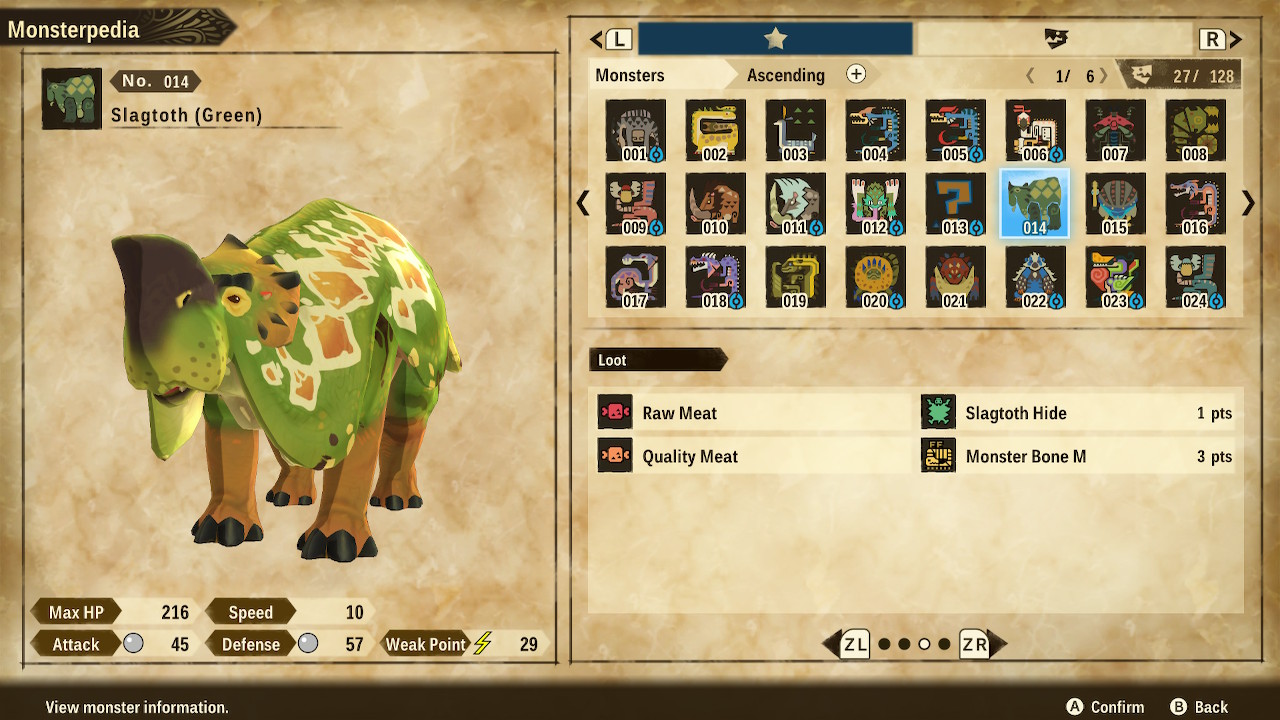 Monsterpedia
No. 014
Slagtoth (Green)
Max HP 216 Speed 10
Attack 45 Defense 57 Weak Point 29
L R
Monsters Ascending 1/ 6 27/ 128
001 002 003 004 005 006 007 008
009 010 011 012 013 014 015 016
017 018 019 020 021 022 023 024
Loot
Raw Meat Slagtoth Hide 1 pts
Quality Meat Monster Bone M 3 pts
ZL ZR
View monster information. A Confirm B Back